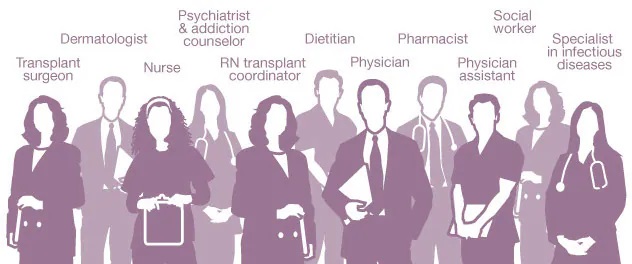 Transplant
surgeon
Dermatologist
Nurse
Psychiatrist
& addiction
counselor
RN transplant
coordinator
Dietitian
Physician
Pharmacist
Physician
assistant
Social
worker
Specialist
in infectious
diseases